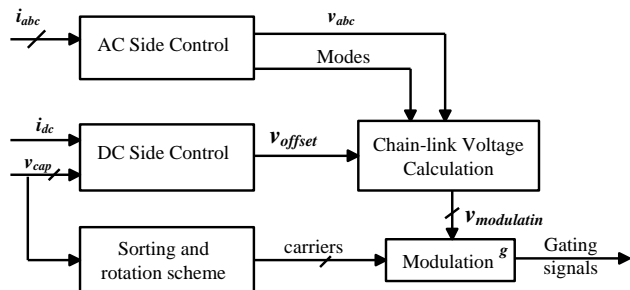 i_abc
AC Side Control
v_abc
Modes
i_dc
v_cap
DC Side Control
v_offset
Chain-link Voltage
Calculation
v_modulatin
Sorting and
rotation scheme
carriers
Modulation g
Gating
signals